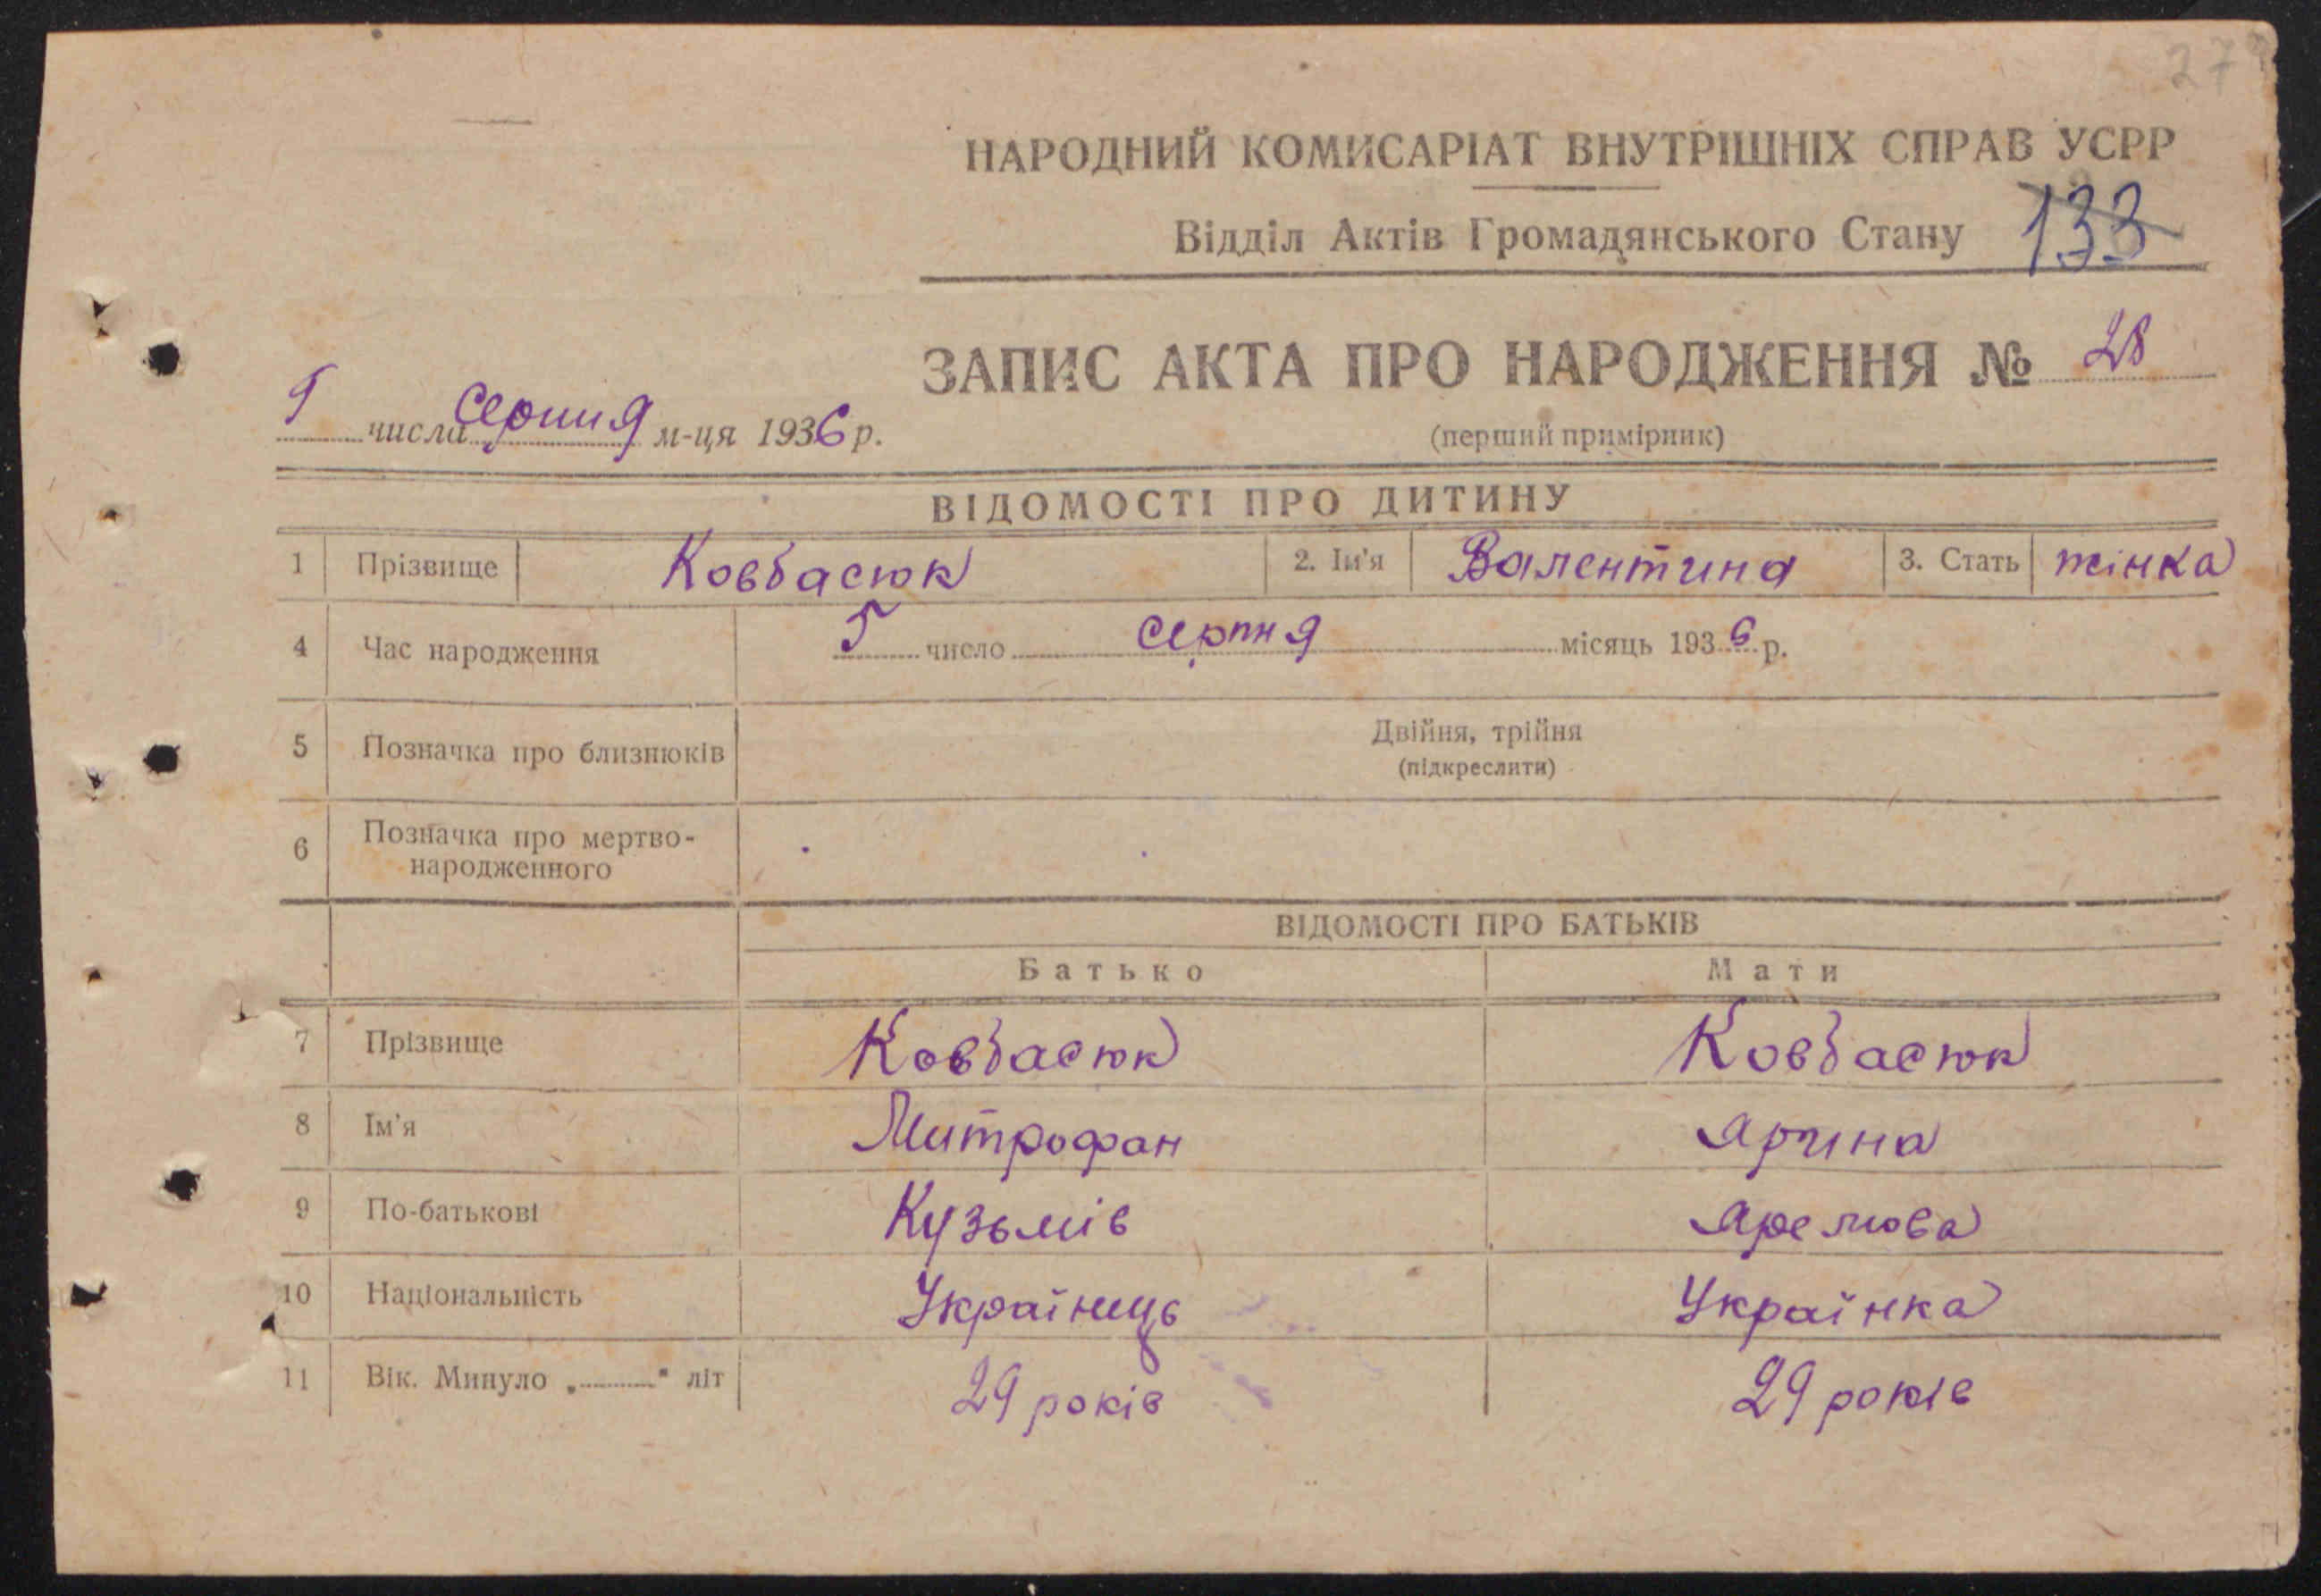 27
НАРОДНИЙ КОМИСАРІАТ ВНУТРІШНІХ СПРАВ УСРР
Відділ Актів Громадянського Стану 133
ЗАПИС АКТА ПРО НАРОДЖЕННЯ № 28
5 числа серпня м-ця 1936 р.
(перший примірник)
ВІДОМОСТІ ПРО ДИТИНУ
1 Прізвище Ковбасюк 2. Ім'я Валентина 3. Стать жінка
4 Час народження 5 число серпня місяць 1936 р.
Двійня, трійня
5 Позначка про близнюків
(підкреслити)
6 Позначка про мертво-
народженного
ВІДОМОСТІ ПРО БАТЬКІВ
Батько Мати
7 Прізвище Ковбасюк Ковбасюк
8 Ім'я Митрофан Ярина
9 По-батькові Кузьмів
10 Національність Українець Українка
11 Вік. Минуло „ " літ 29 років 29 років